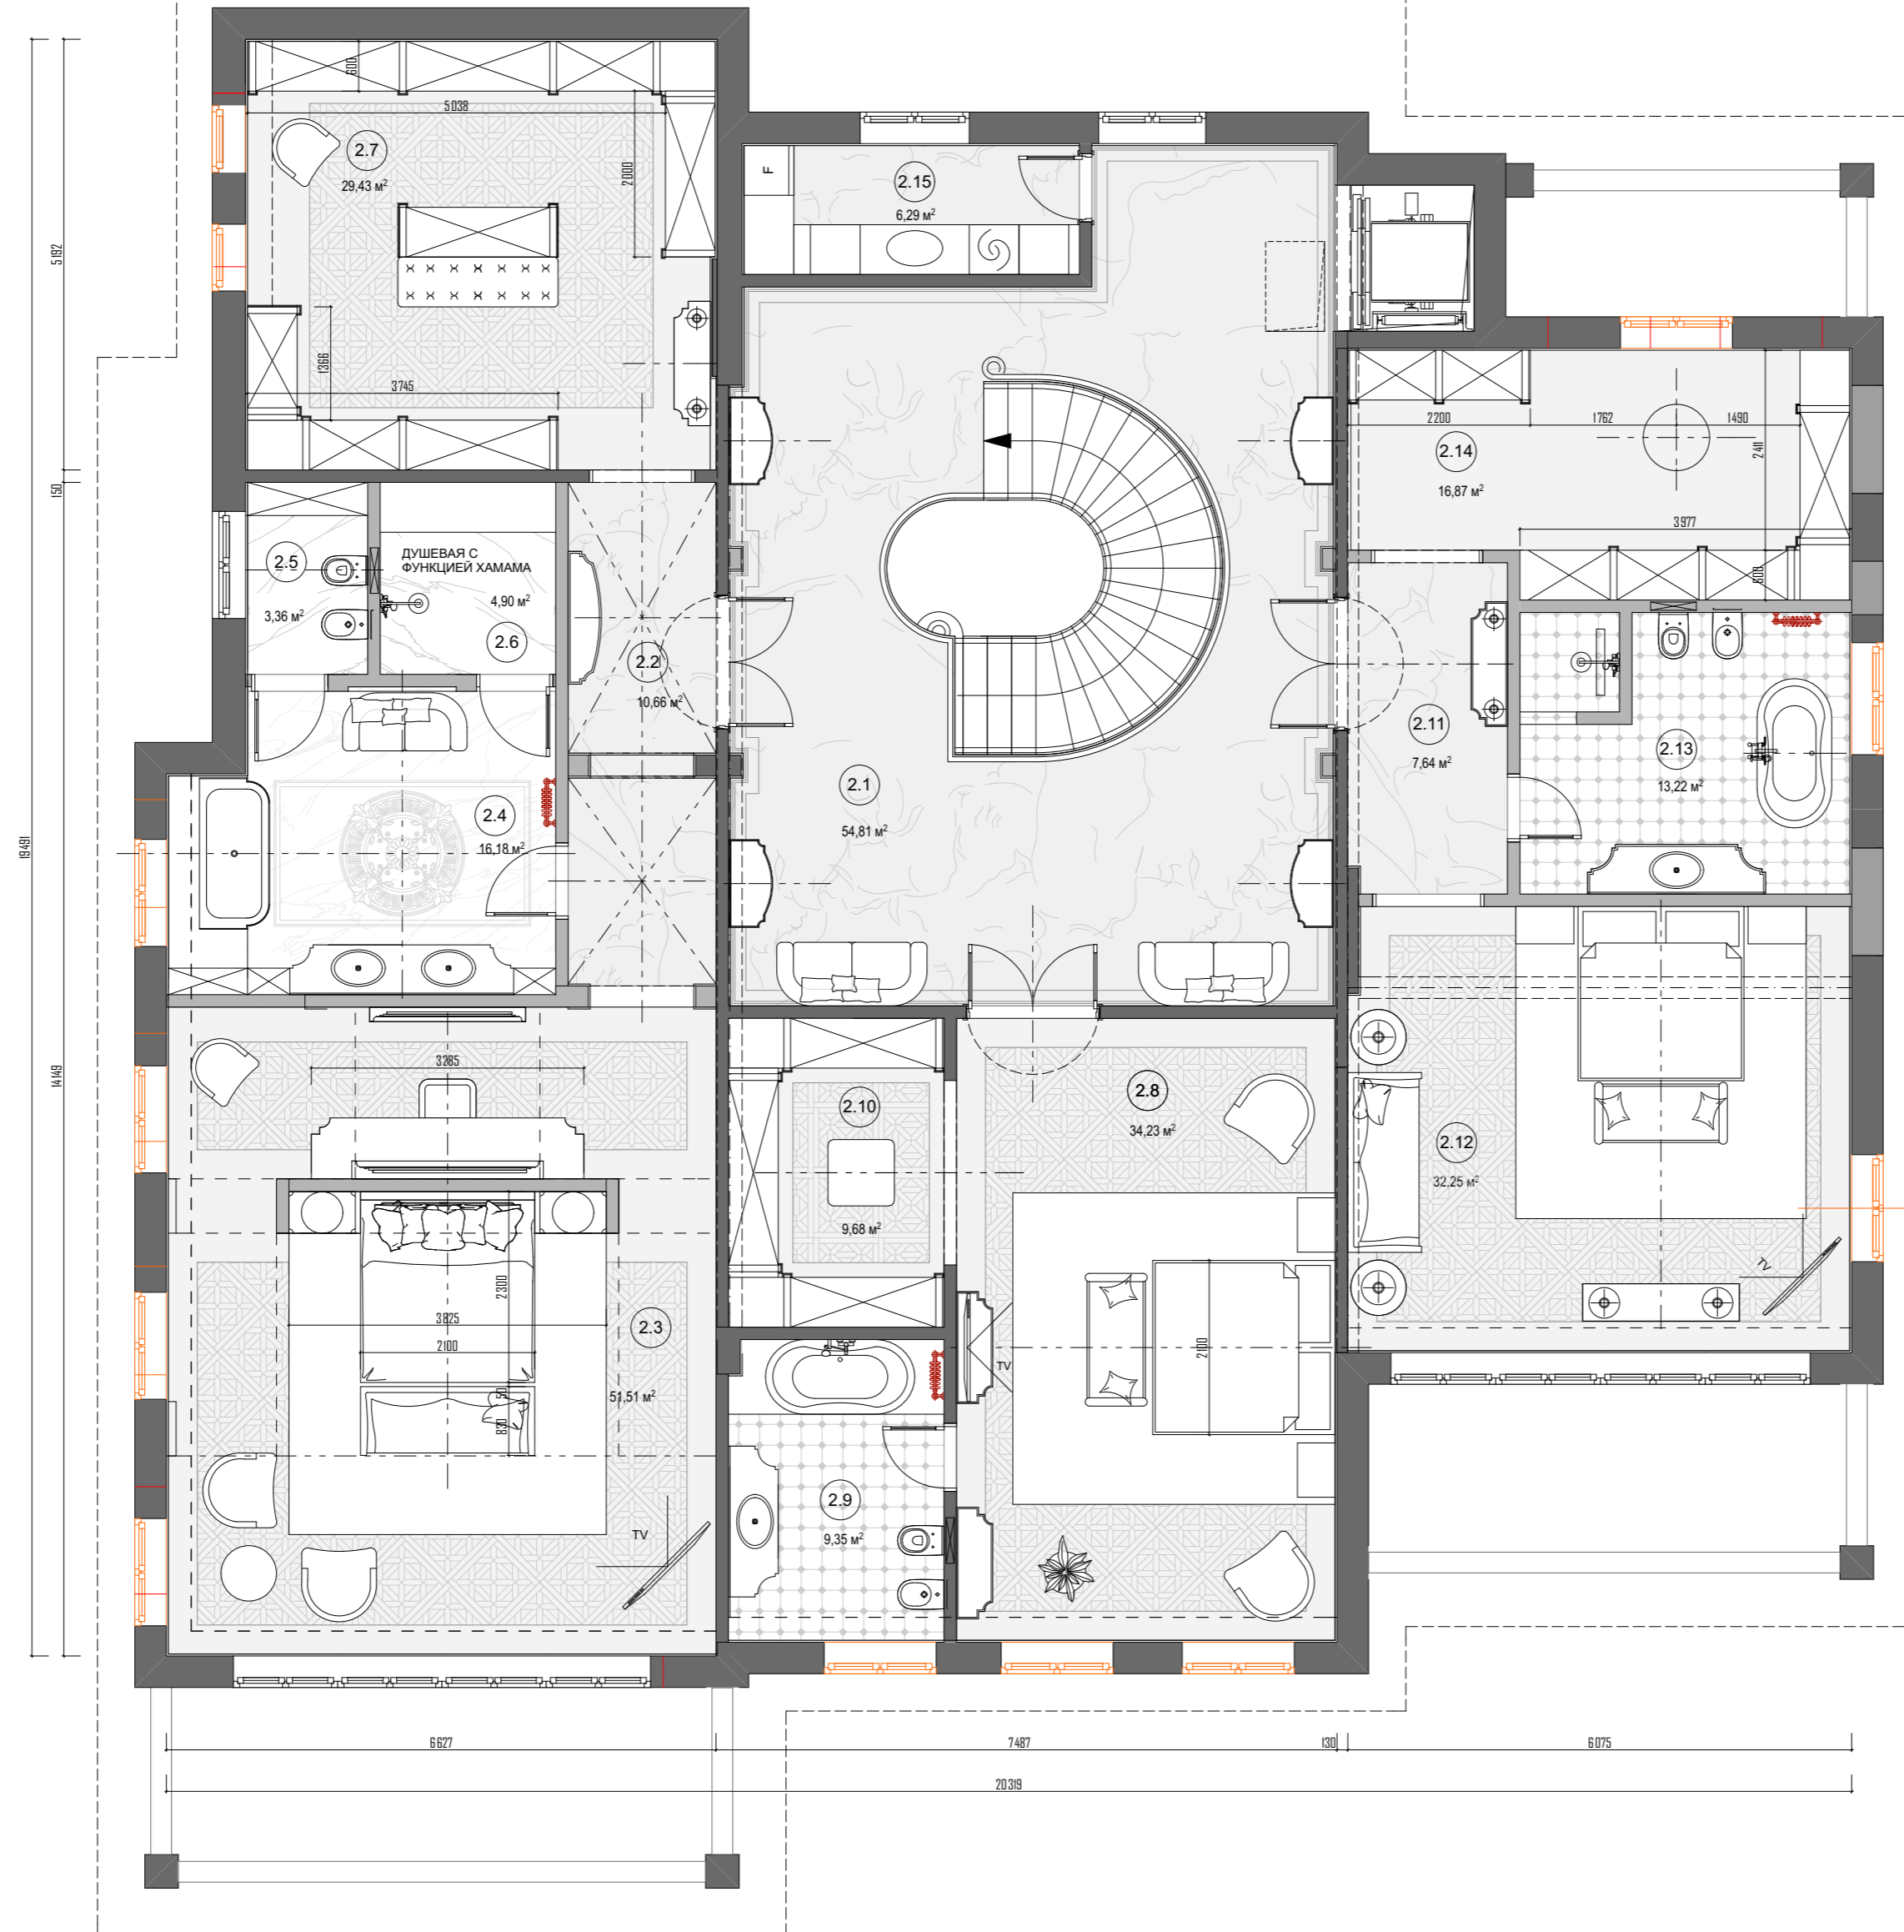 600
5038
2.7
29,43 м²
2000
F
2.15
6,29 м²
5192
1366
3745
2200
1762
1490
2411
2.14
16,87 м²
150
3977
600
2.5
3,36 м²
ДУШЕВАЯ С
ФУНКЦИЕЙ ХАМАМА
4,90 м²
2.6
2.2
10,66 м²
2.11
7,64 м²
2.13
13,22 м²
2.1
54,81 м²
2.4
16,18 м²
19491
14149
3285
2.10
9,68 м²
2.8
34,23 м²
2.12
32,25 м²
TV
2300
3825
2100
2.3
51,51 м²
50
830
TV
2100
TV
2.9
9,35 м²
6627
7487
130
6075
20319